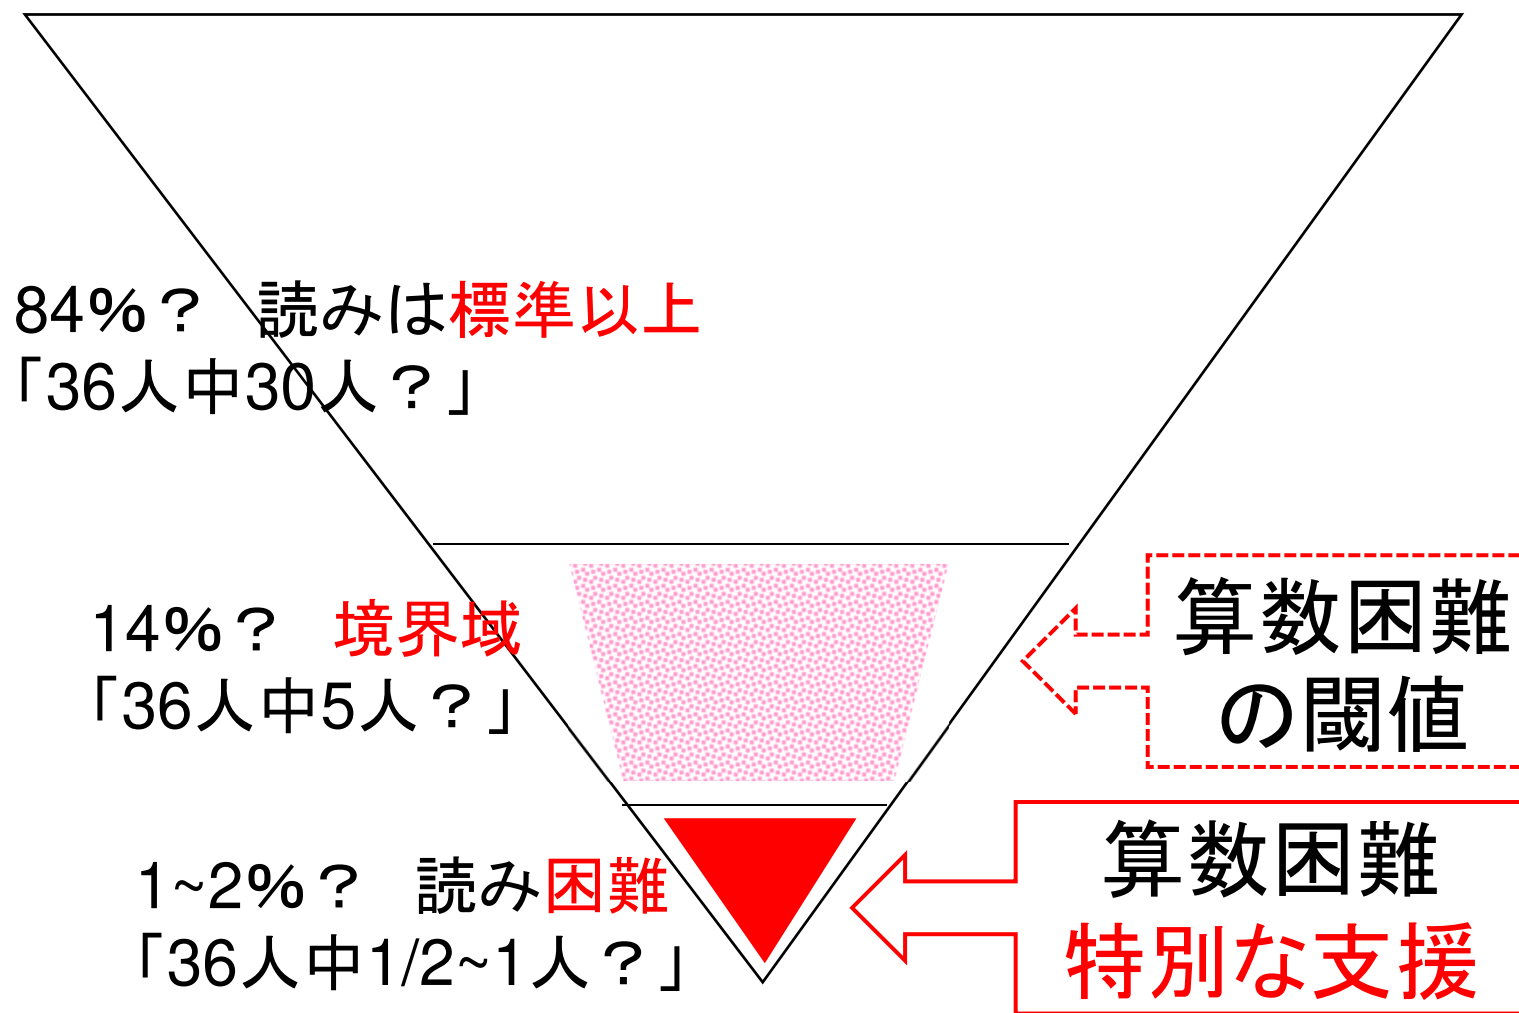 84%？　読みは標準以上
「36人中30人？」
14%？　境界域
「36人中5人？」
算数困難
の閾値
1~2%？　読み困難
「36人中1/2~1人？」
算数困難
特別な支援